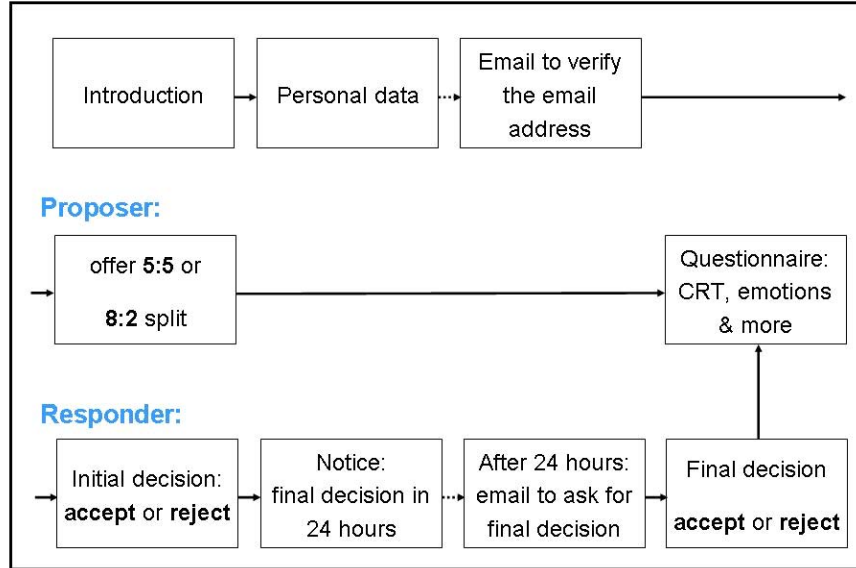 Introduction
Personal data
Email to verify
the email
address
Proposer:
offer 5:5 or
8:2 split
Questionnaire:
CRT, emotions
& more
Responder:
Initial decision:
accept or reject
Notice:
final decision in
24 hours
After 24 hours:
email to ask for
final decision
Final decision
accept or reject